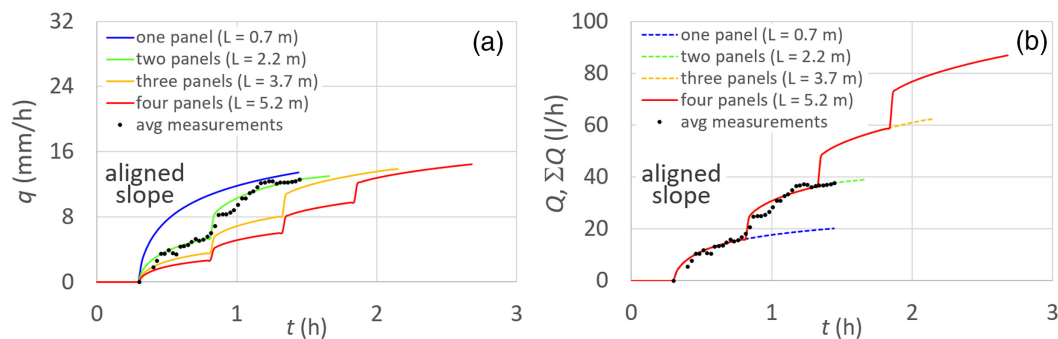 32
24
16
8
0
q (mm/h)
(a)
one panel (L = 0.7 m)
two panels (L = 2.2 m)
three panels (L = 3.7 m)
four panels (L = 5.2 m)
avg measurements
aligned
slope
0
1
2
3
t (h)
100
80
60
40
20
0
Q, ΣQ (l/h)
(b)
one panel (L = 0.7 m)
two panels (L = 2.2 m)
three panels (L = 3.7 m)
four panels (L = 5.2 m)
avg measurements
aligned
slope
0
1
2
3
t (h)